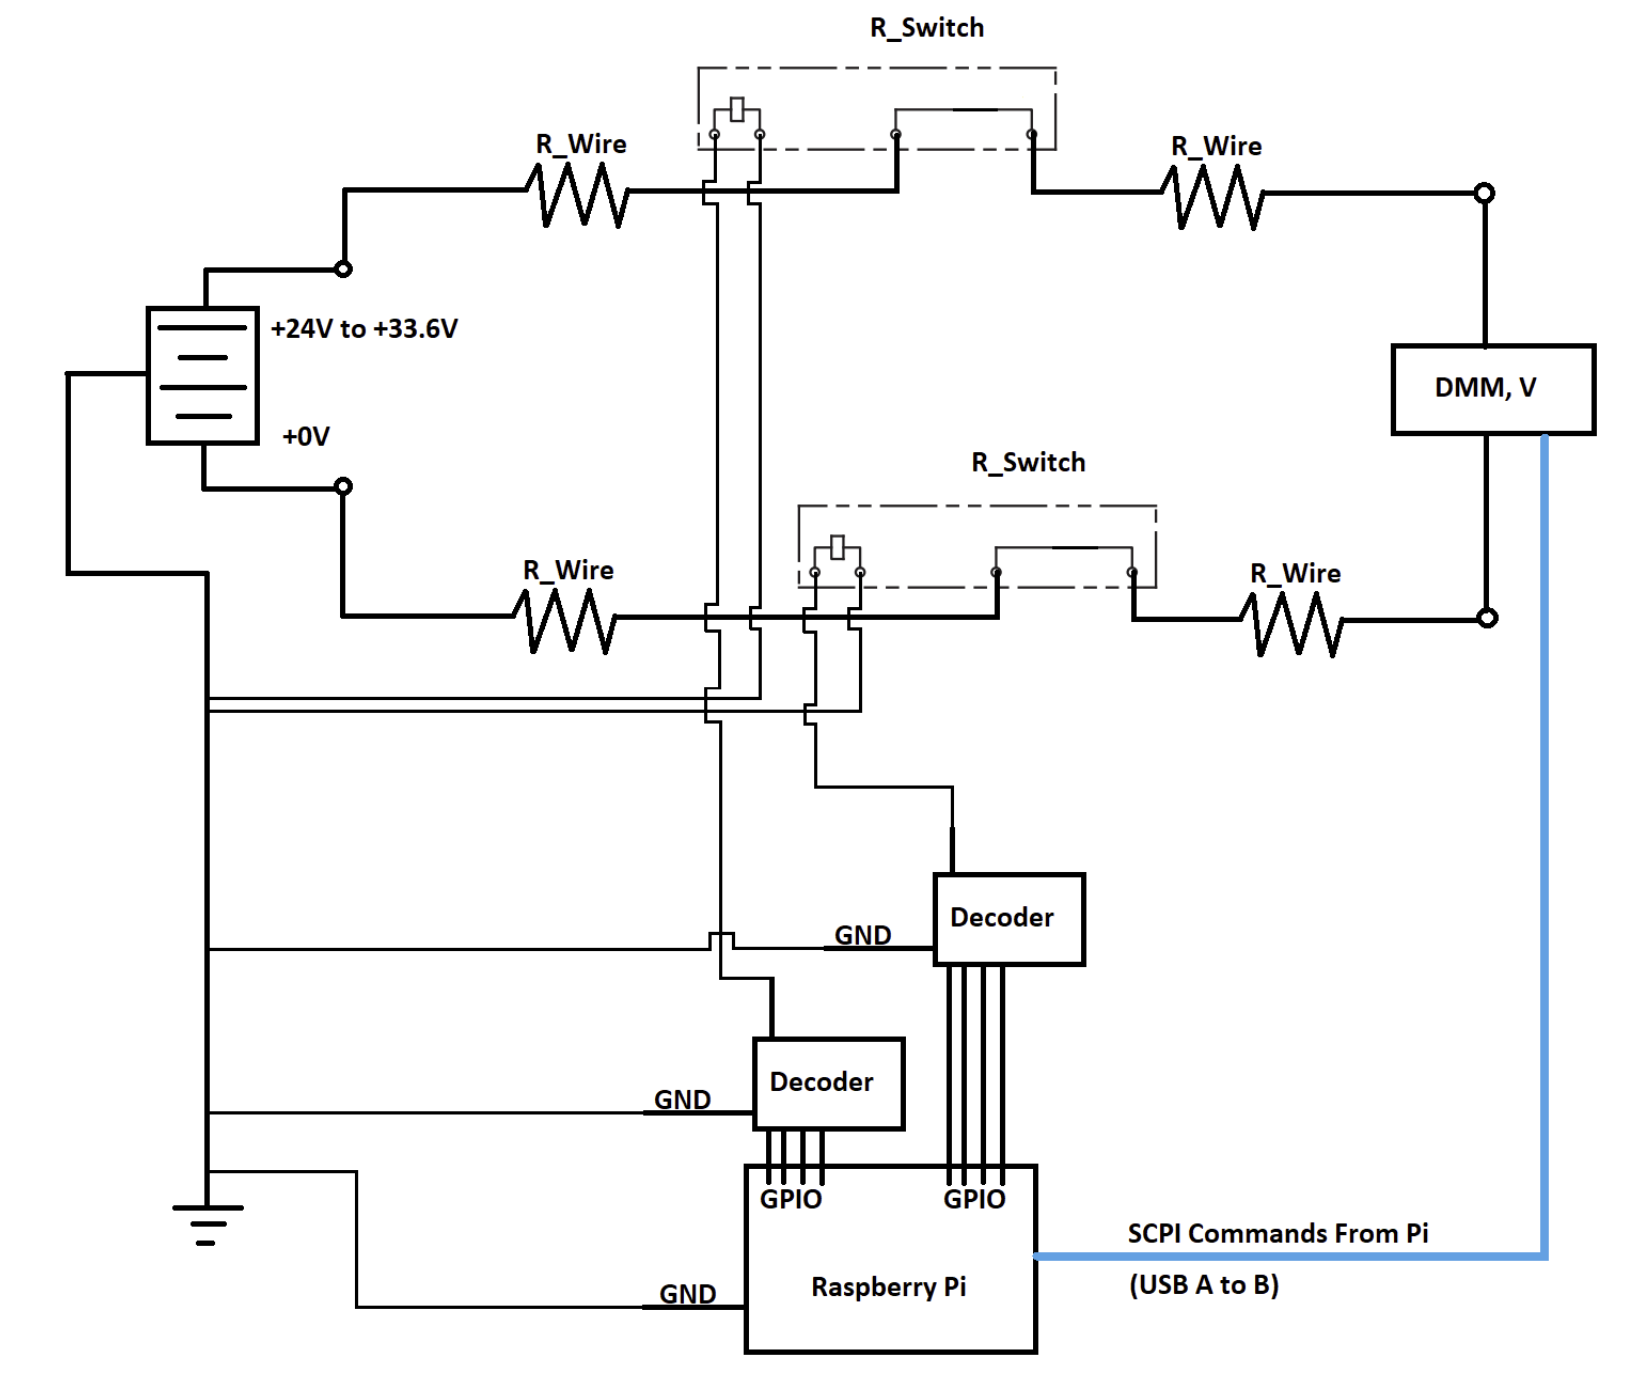 R_Switch
R_Wire
R_Wire
+24V to +33.6V
DMM, V
+0V
R_Switch
R_Wire
R_Wire
Decoder
GND
Decoder
GND
GPIO
GPIO
SCPI Commands From Pi
(USB A to B)
Raspberry Pi
GND